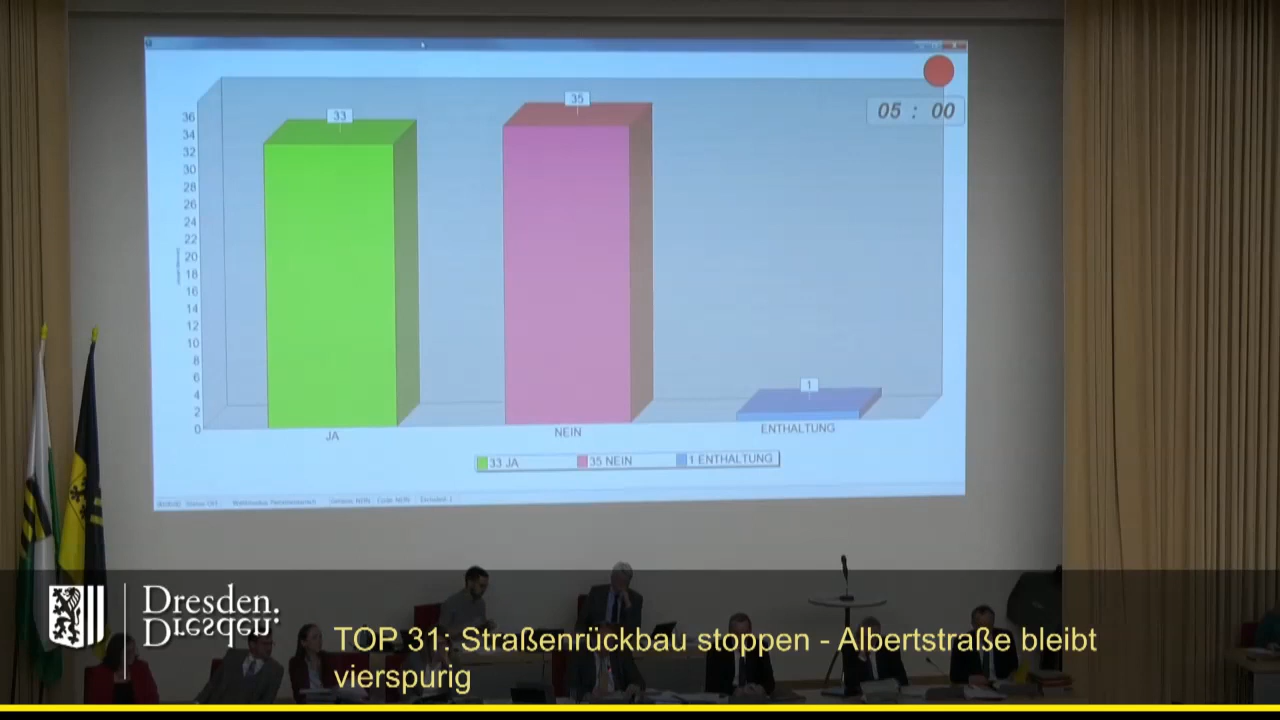 33
35
05 : 00
36
34
32
30
28
26
24
22
20
18
16
14
12
10
8
6
4
2
0
1
JA
NEIN
ENTHALTUNG
33 JA
35 NEIN
1 ENTHALTUNG
Dresden.
Dresden.
TOP 31: Straßenrückbau stoppen - Albertstraße bleibt
vierspurig